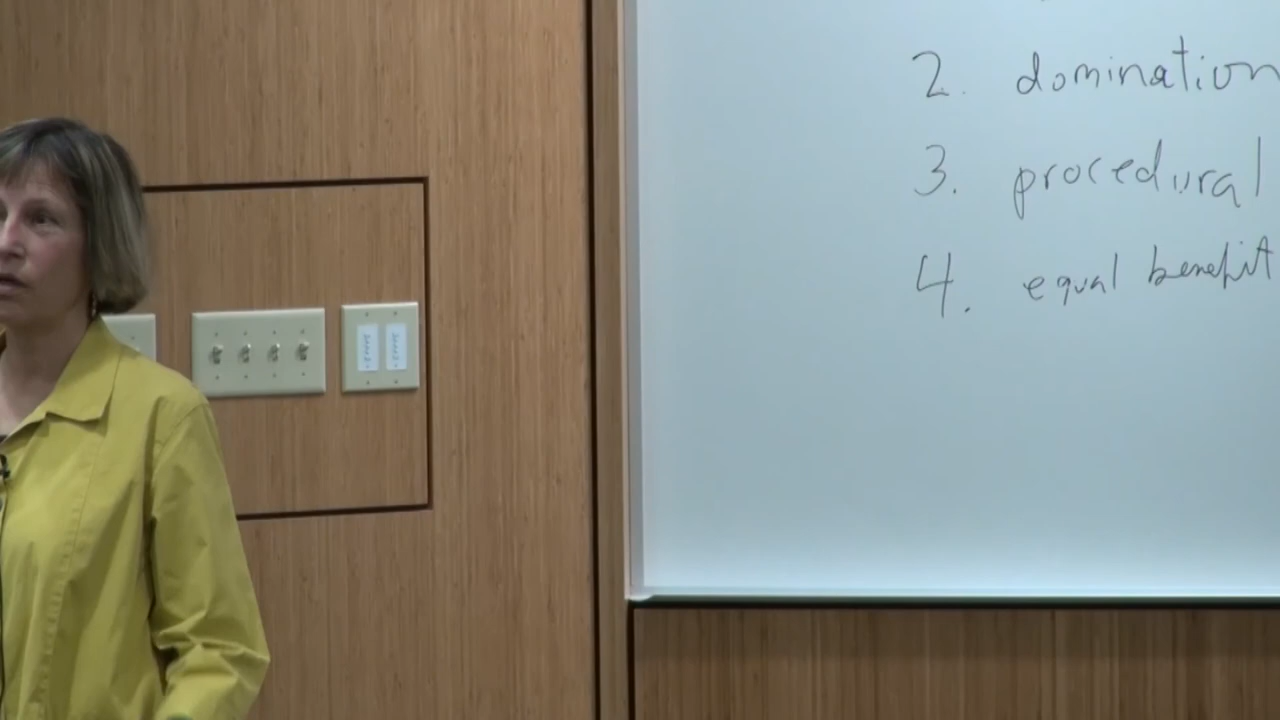 2. domination
3. procedural
4. equal benefit